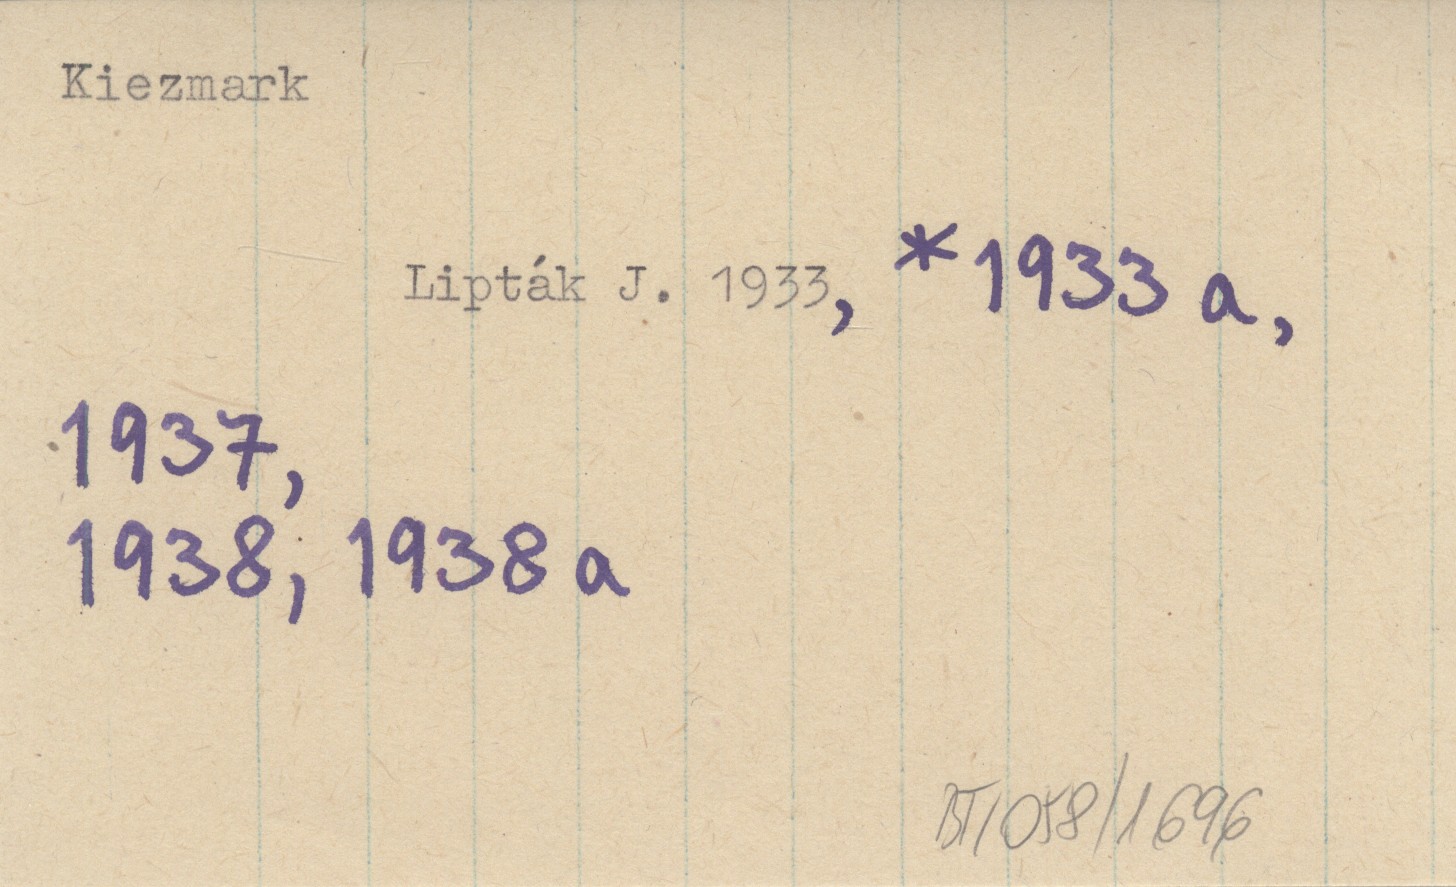 Kiezmark
Lipták J. 1933, *1933 a,
1937,
1938, 1938 a
BT/058/1696